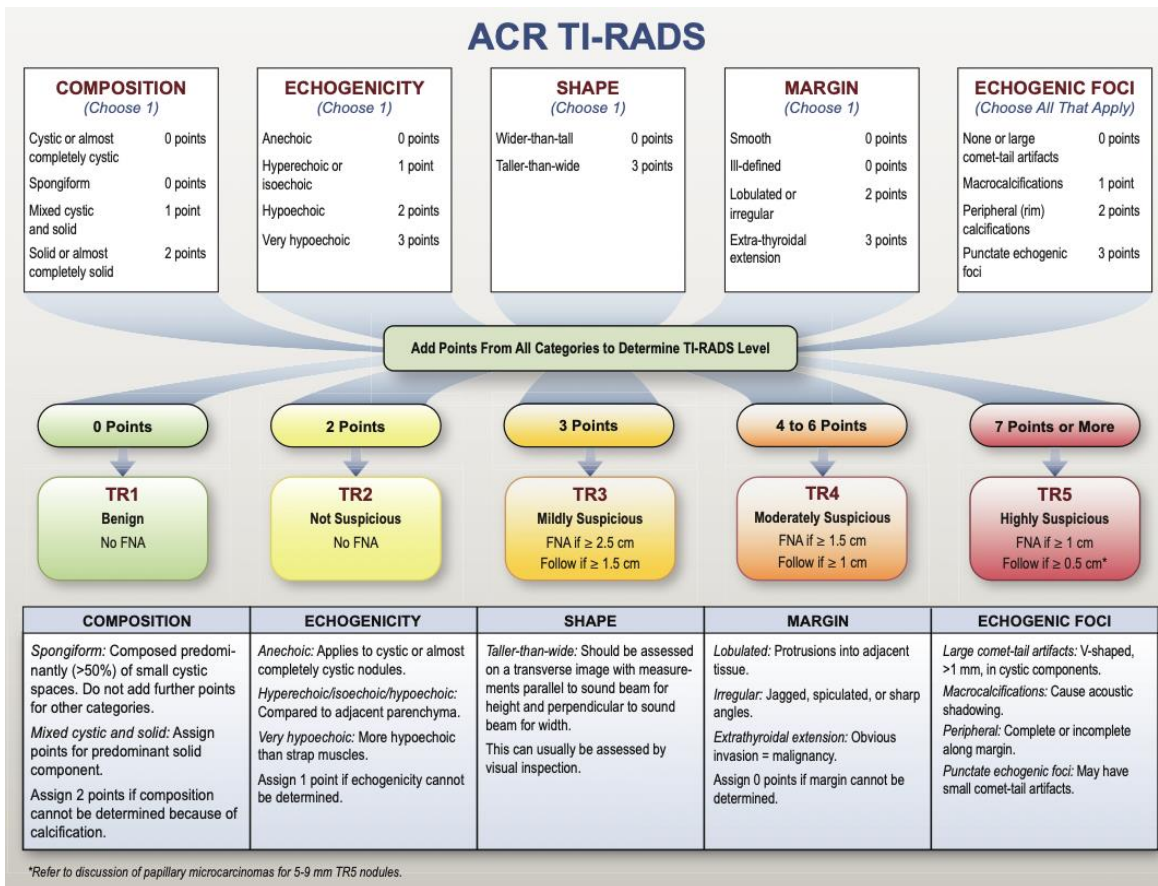 ACR TI-RADS
COMPOSITION
(Choose 1)
Cystic or almost 0 points
completely cystic
Spongiform 0 points
Mixed cystic 1 point
and solid
Solid or almost 2 points
completely solid
ECHOGENICITY
(Choose 1)
Anechoic 0 points
Hyperechoic or 1 point
isoechoic
Hypoechoic 2 points
Very hypoechoic 3 points
SHAPE
(Choose 1)
Wider-than-tall 0 points
Taller-than-wide 3 points
MARGIN
(Choose 1)
Smooth 0 points
Ill-defined 0 points
Lobulated or 2 points
irregular
Extra-thyroidal 3 points
extension
ECHOGENIC FOCI
(Choose All That Apply)
None or large 0 points
comet-tail artifacts
Macrocalcifications 1 point
Peripheral (rim) 2 points
calcifications
Punctate echogenic 3 points
foci
Add Points From All Categories to Determine TI-RADS Level
0 Points
TR1
Benign
No FNA
2 Points
TR2
Not Suspicious
No FNA
3 Points
TR3
Mildly Suspicious
FNA if ≥ 2.5 cm
Follow if ≥ 1.5 cm
4 to 6 Points
TR4
Moderately Suspicious
FNA if ≥ 1.5 cm
Follow if ≥ 1 cm
7 Points or More
TR5
Highly Suspicious
FNA if ≥ 1 cm
Follow if ≥ 0.5 cm*
COMPOSITION
Spongiform: Composed predomi-
nantly (>50%) of small cystic
spaces. Do not add further points
for other categories.
Mixed cystic and solid: Assign
points for predominant solid
component.
Assign 2 points if composition
cannot be determined because of
calcification.
ECHOGENICITY
Anechoic: Applies to cystic or almost
completely cystic nodules.
Hyperechoic/isoechoic/hypoechoic:
Compared to adjacent parenchyma.
Very hypoechoic: More hypoechoic
than strap muscles.
Assign 1 point if echogenicity cannot
be determined.
SHAPE
Taller-than-wide: Should be assessed
on a transverse image with measure-
ments parallel to sound beam for
height and perpendicular to sound
beam for width.
This can usually be assessed by
visual inspection.
MARGIN
Lobulated: Protrusions into adjacent
tissue.
Irregular: Jagged, spiculated, or sharp
angles.
Extrathyroidal extension: Obvious
invasion = malignancy.
Assign 0 points if margin cannot be
determined.
ECHOGENIC FOCI
Large comet-tail artifacts: V-shaped,
>1 mm, in cystic components.
Macrocalcifications: Cause acoustic
shadowing.
Peripheral: Complete or incomplete
along margin.
Punctate echogenic foci: May have
small comet-tail artifacts.
*Refer to discussion of papillary microcarcinomas for 5-9 mm TR5 nodules.